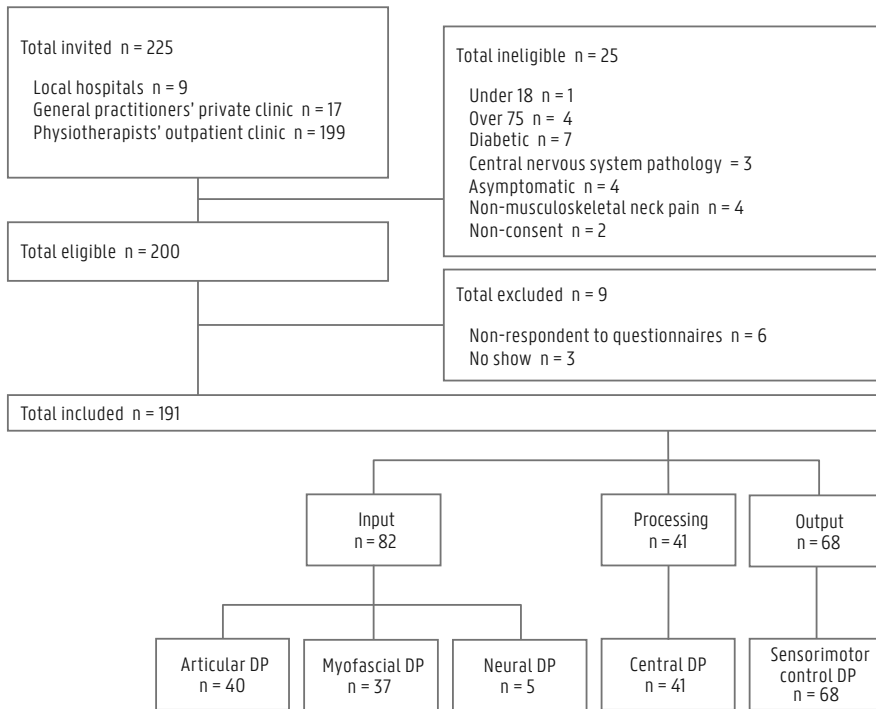 Total invited n = 225
Local hospitals n = 9
General practitioners' private clinic n = 17
Physiotherapists' outpatient clinic n = 199
Total ineligible n = 25
Under 18 n = 1
Over 75 n = 4
Diabetic n = 7
Central nervous system pathology = 3
Asymptomatic n = 4
Non-musculoskeletal neck pain n = 4
Non-consent n = 2
Total eligible n = 200
Total excluded n = 9
Non-respondent to questionnaires n = 6
No show n = 3
Total included n = 191
Input
n = 82
Processing
n = 41
Output
n = 68
Articular DP
n = 40
Myofascial DP
n = 37
Neural DP
n = 5
Central DP
n = 41
Sensorimotor
control DP
n = 68